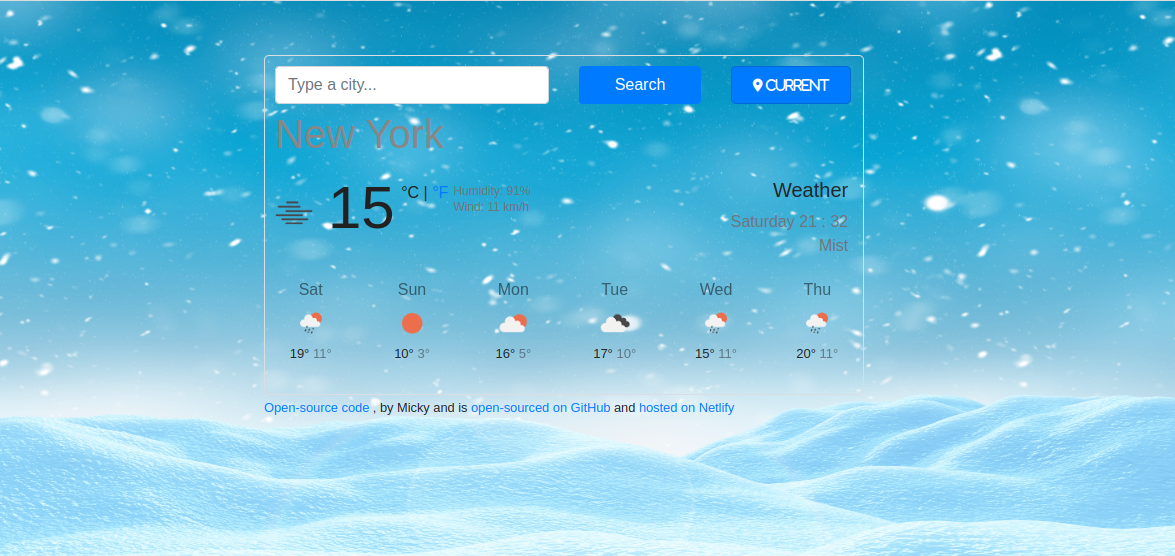 Type a city...
Search
CURRENT
New York
15 °C | °F Humidity: 91%
Wind: 11 km/h
Weather
Saturday 21 : 32
Mist
Sat Sun Mon Tue Wed Thu
19° 11° 10° 3° 16° 5° 17° 10° 15° 11° 20° 11°
Open-source code , by Micky and is open-sourced on GitHub and hosted on Netlify